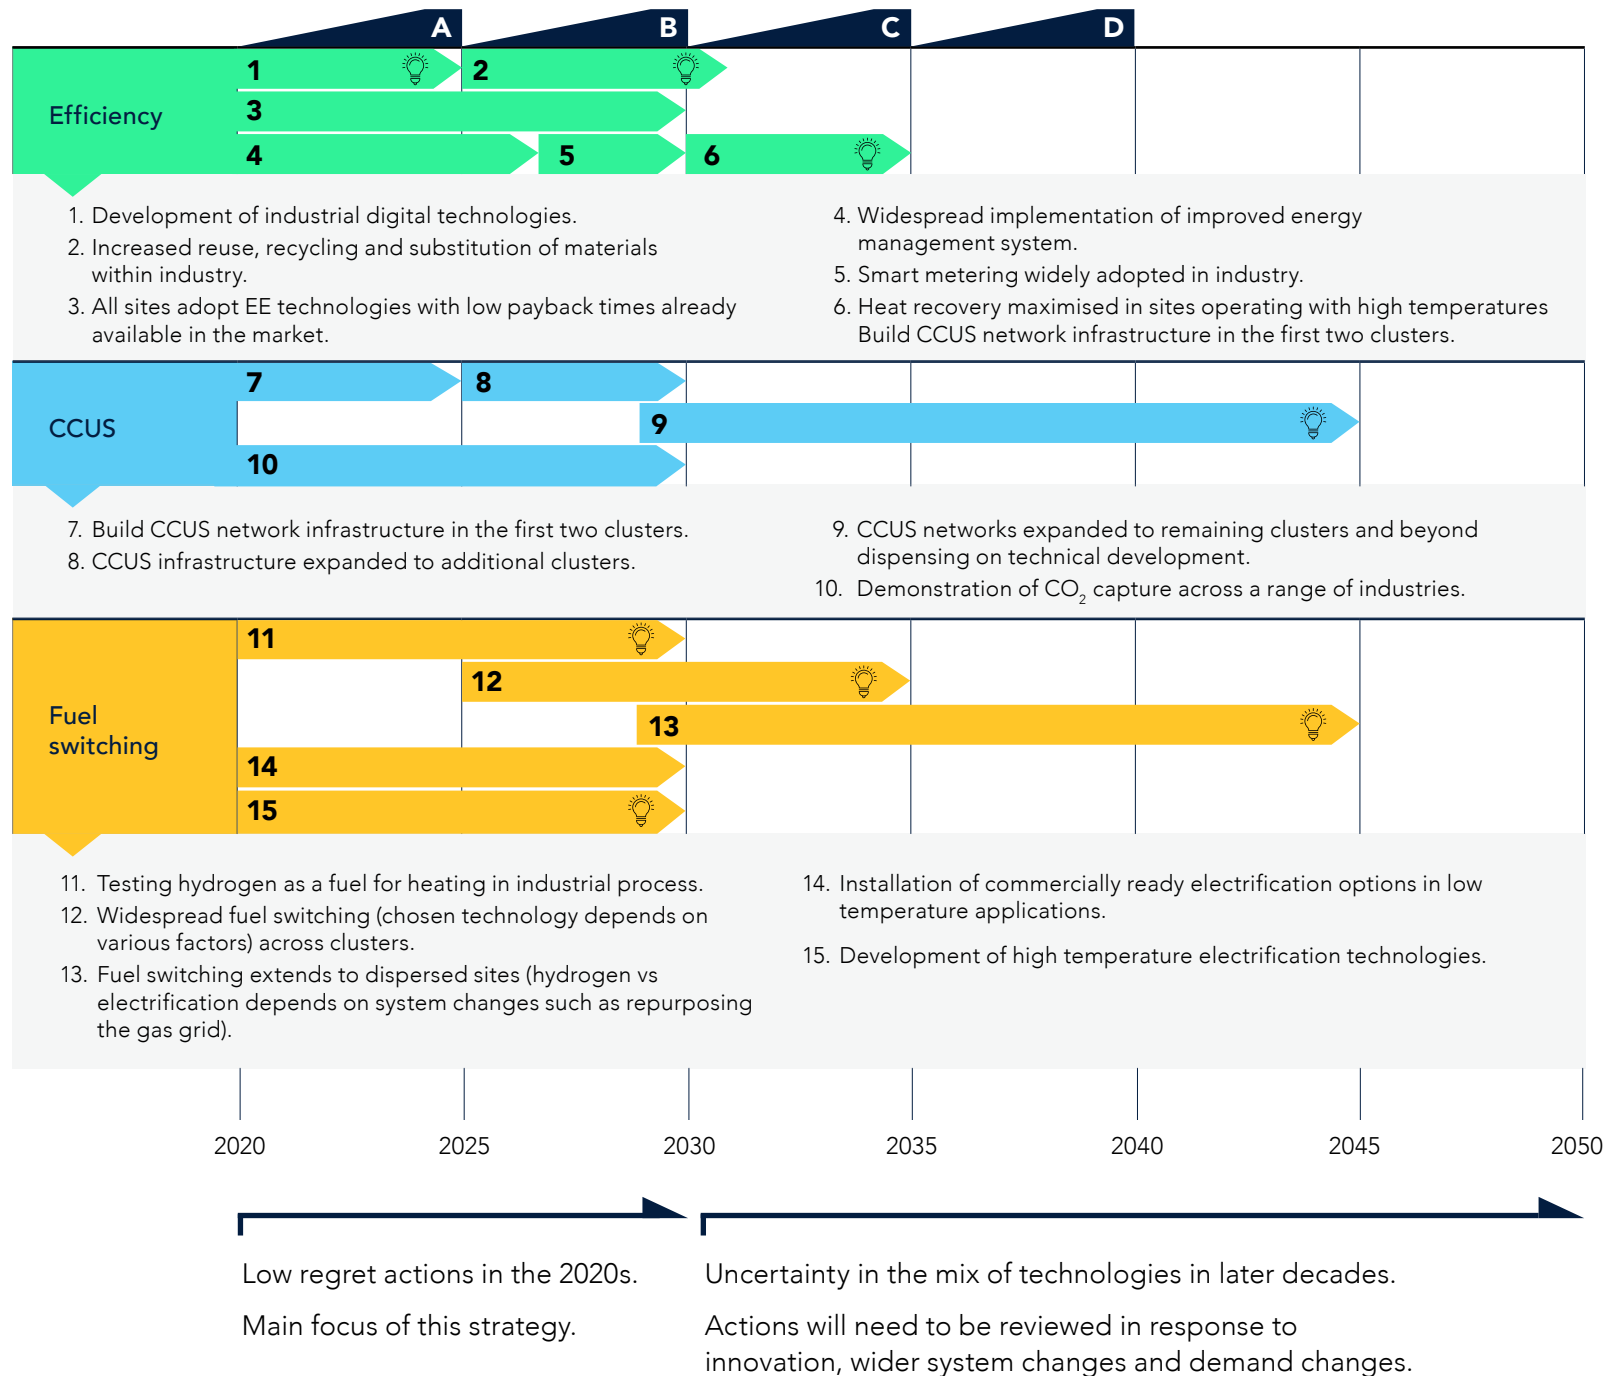 A
B
C
D
Efficiency
1
2
3
4
5
6
1. Development of industrial digital technologies.
2. Increased reuse, recycling and substitution of materials
within industry.
3. All sites adopt EE technologies with low payback times already
available in the market.
4. Widespread implementation of improved energy
management system.
5. Smart metering widely adopted in industry.
6. Heat recovery maximised in sites operating with high temperatures
Build CCUS network infrastructure in the first two clusters.
CCUS
7
8
9
10
7. Build CCUS network infrastructure in the first two clusters.
8. CCUS infrastructure expanded to additional clusters.
9. CCUS networks expanded to remaining clusters and beyond
dispensing on technical development.
10. Demonstration of CO2 capture across a range of industries.
Fuel
switching
11
12
13
14
15
11. Testing hydrogen as a fuel for heating in industrial process.
12. Widespread fuel switching (chosen technology depends on
various factors) across clusters.
13. Fuel switching extends to dispersed sites (hydrogen vs
electrification depends on system changes such as repurposing
the gas grid).
14. Installation of commercially ready electrification options in low
temperature applications.
15. Development of high temperature electrification technologies.
2020
2025
2030
2035
2040
2045
2050
Low regret actions in the 2020s.
Main focus of this strategy.
Uncertainty in the mix of technologies in later decades.
Actions will need to be reviewed in response to
innovation, wider system changes and demand changes.